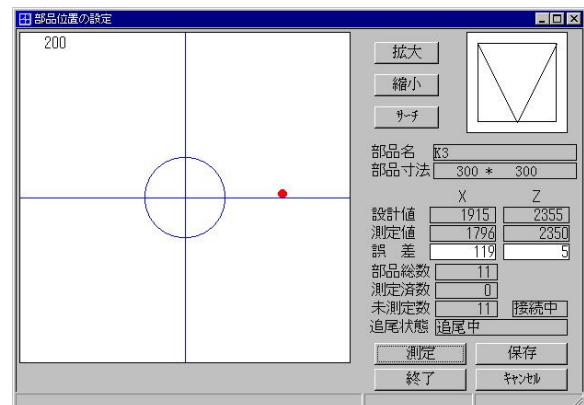 部品位置の設定
200
拡大
縮小
サーチ
部品名 K3
部品寸法 300 * 300
X Z
設計値 1915 2355
測定値 1796 2350
誤 差 119 5
部品総数 11
測定済数 0
未測定数 11 接続中
追尾状態 追尾中
測定 保存
終了 キャンセル